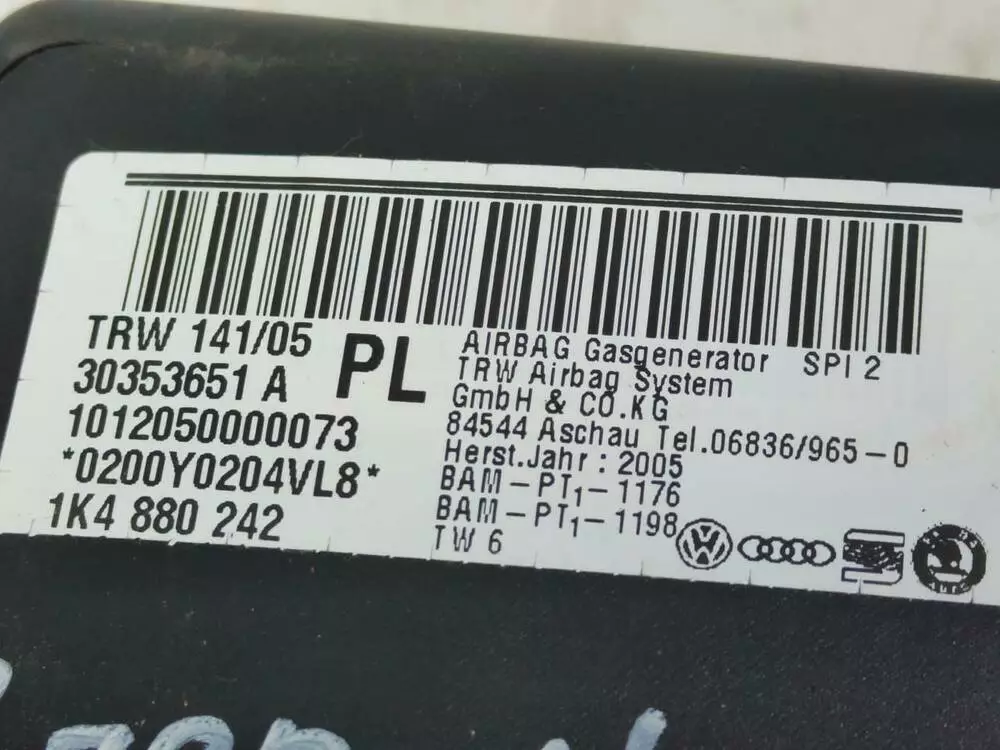 TRW 141/05
30353651 A
PL
1012050000073
*0200Y0204VL8*
1K4 880 242
AIRBAG Gasgenerator SPI 2
TRW Airbag System
GmbH & CO.KG
84544 Aschau Tel.06836/965-0
Herst.Jahr : 2005
BAM-PT1-1176
BAM-PT1-1198
TW 6